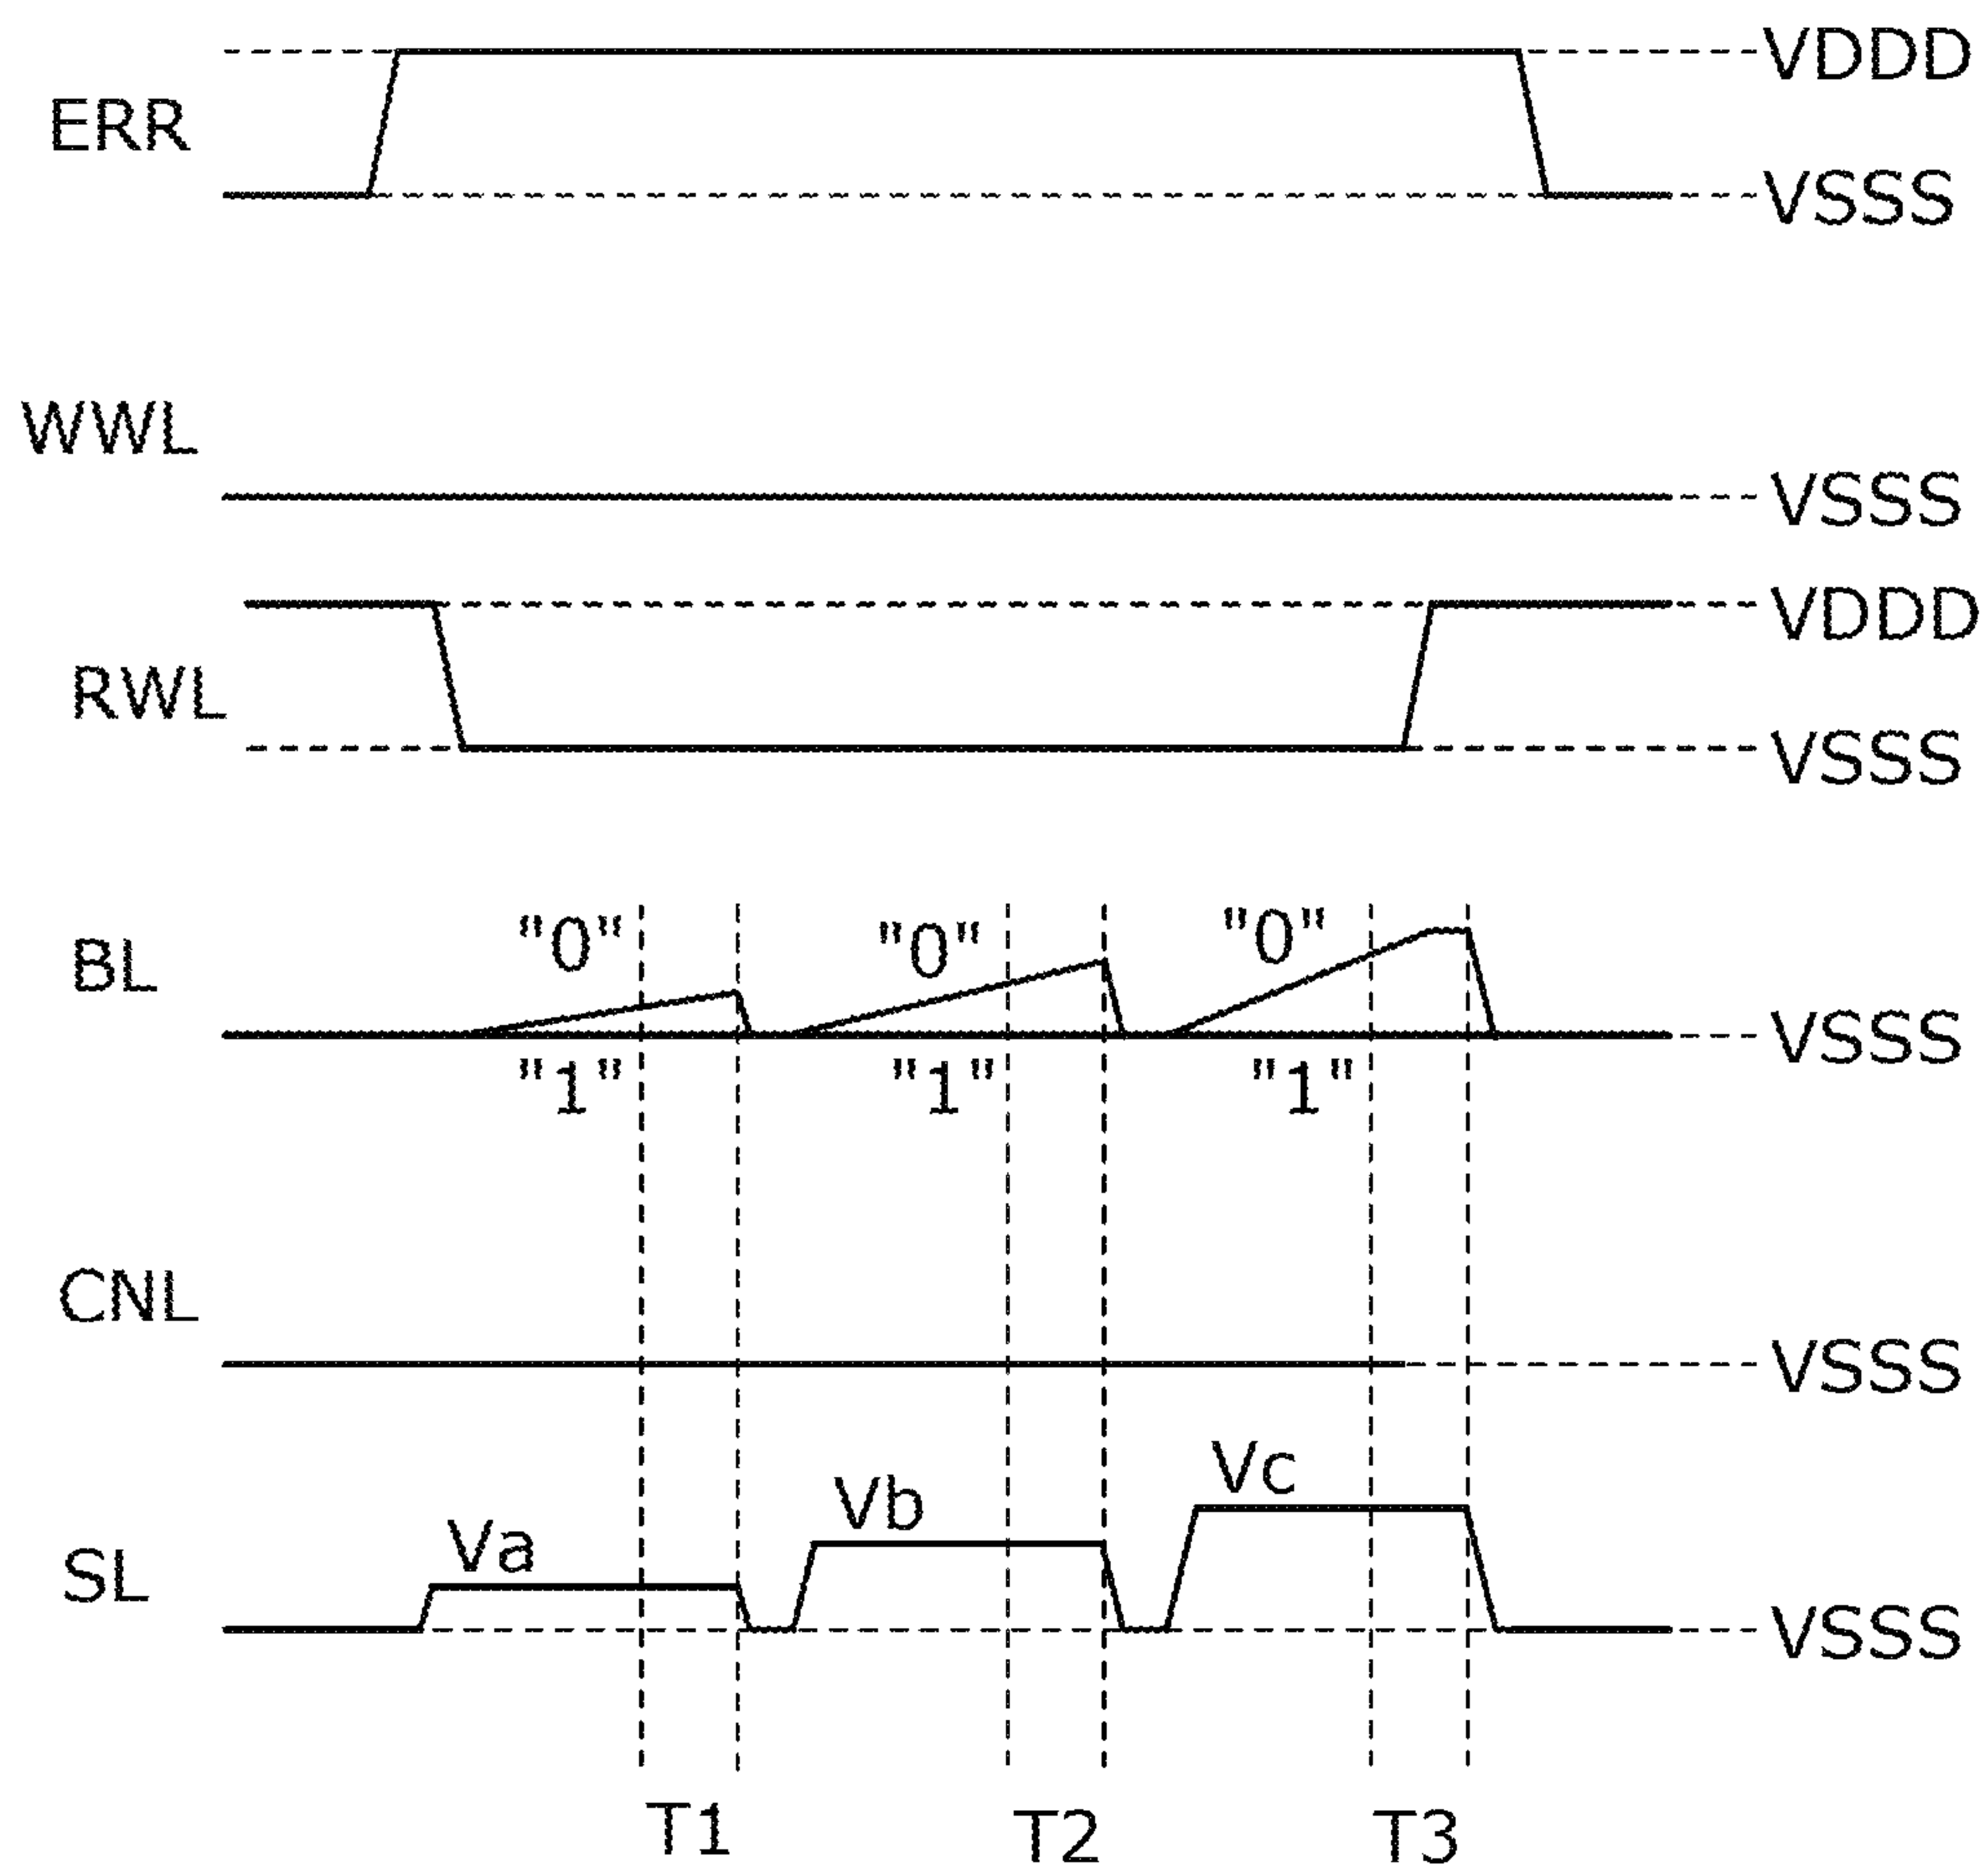 VDDD
ERR
VSSS
WWL
VSSS
VDDD
RWL
VSSS
"0" "0" "0"
BL
VSSS
"1" "1" "1"
CNL
VSSS
Vc
Vb
Va
SL
VSSS
T1 T2 T3